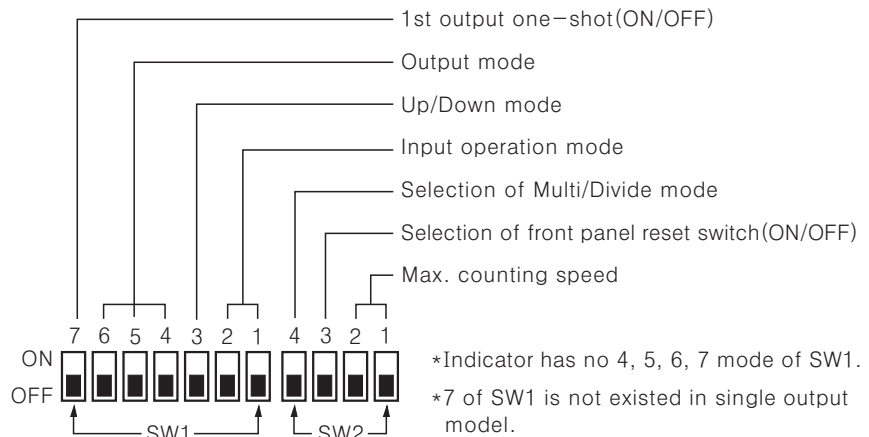 1st output one-shot(ON/OFF)
Output mode
Up/Down mode
Input operation mode
Selection of Multi/Divide mode
Selection of front panel reset switch(ON/OFF)
Max. counting speed
7 6 5 4 3 2 1 4 3 2 1
ON
OFF
SW1
SW2
*Indicator has no 4, 5, 6, 7 mode of SW1.
*7 of SW1 is not existed in single output
model.